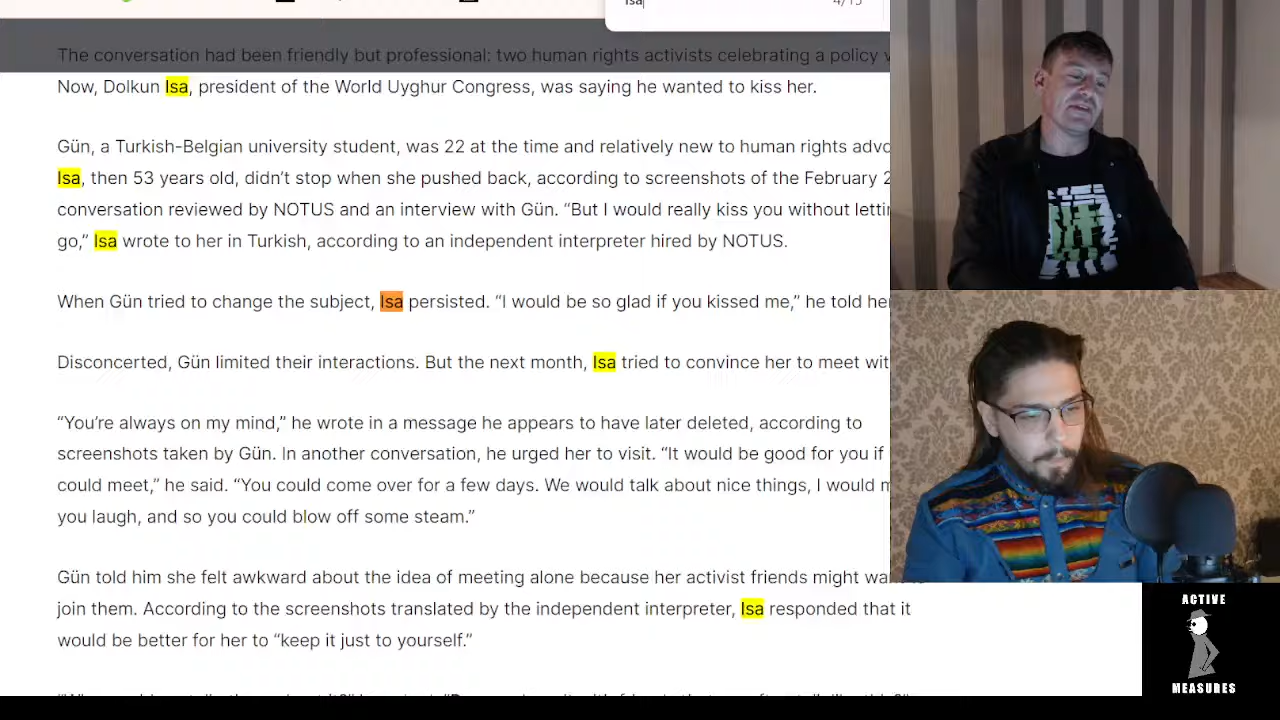 Isa
4/15
The conversation had been friendly but professional: two human rights activists celebrating a policy
Now, Dolkun Isa, president of the World Uyghur Congress, was saying he wanted to kiss her.
Gün, a Turkish-Belgian university student, was 22 at the time and relatively new to human rights
Isa, then 53 years old, didn’t stop when she pushed back, according to screenshots of the February
conversation reviewed by NOTUS and an interview with Gün. “But I would really kiss you without
go,” Isa wrote to her in Turkish, according to an independent interpreter hired by NOTUS.
When Gün tried to change the subject, Isa persisted. “I would be so glad if you kissed me,” he told
Disconcerted, Gün limited their interactions. But the next month, Isa tried to convince her to meet
“You’re always on my mind,” he wrote in a message he appears to have later deleted, according to
screenshots taken by Gün. In another conversation, he urged her to visit. “It would be good for you if
could meet,” he said. “You could come over for a few days. We would talk about nice things, I would
you laugh, and so you could blow off some steam.”
Gün told him she felt awkward about the idea of meeting alone because her activist friends might
join them. According to the screenshots translated by the independent interpreter, Isa responded that it
would be better for her to “keep it just to yourself.”
ACTIVE
MEASURES